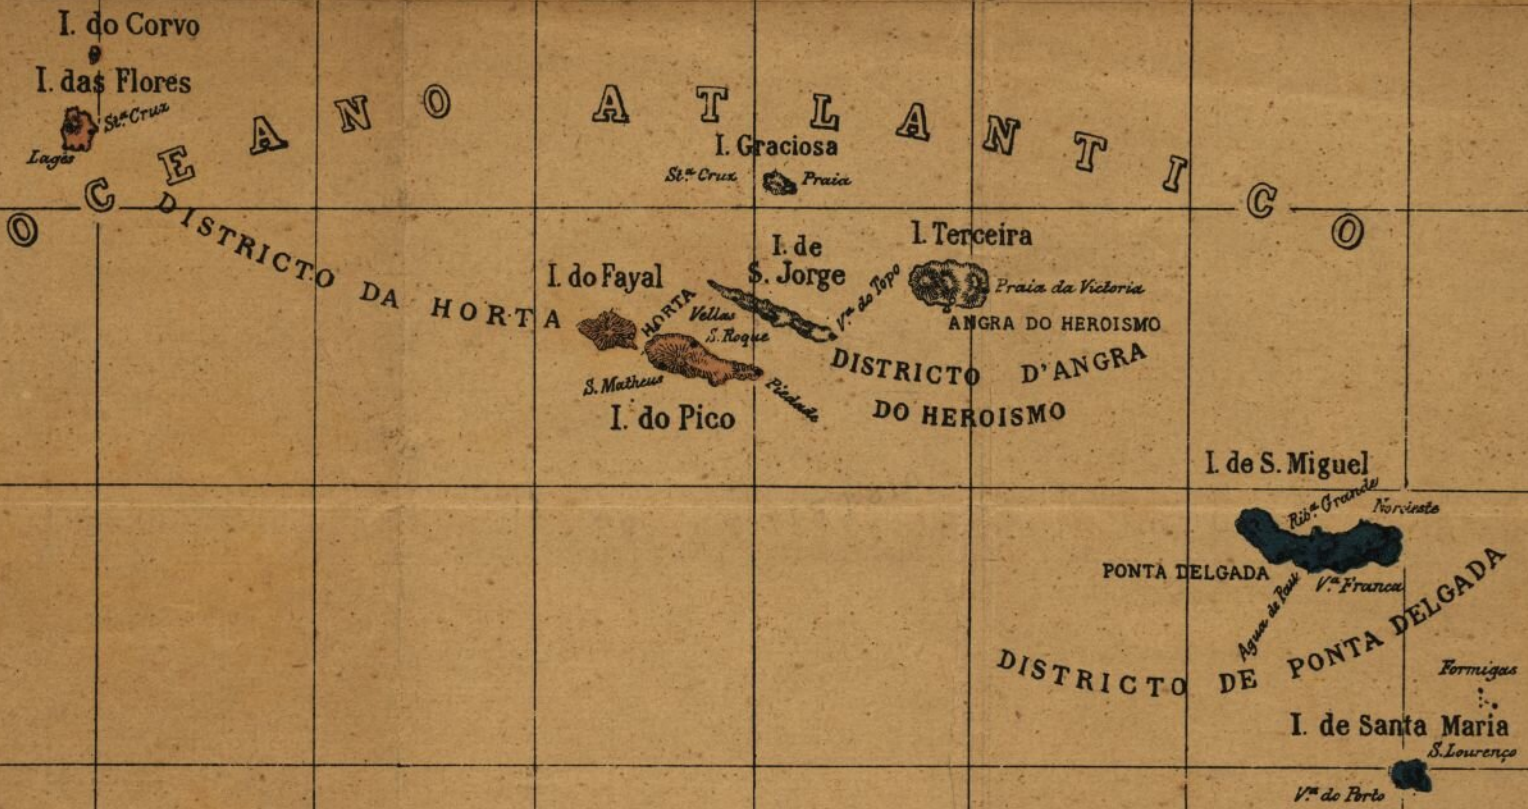 I. do Corvo
I. das Flores
Sta. Cruz
Lagês
OCEANO ATLANTICO
I. Graciosa
Sta. Cruz
Praia
DISTRICTO DA HORTA
I. do Fayal
HORTA
I. de
S. Jorge
Vellas
Va. do Topo
I. Terceira
Praia da Victoria
ANGRA DO HEROISMO
S. Roque
S. Matheus
Piedade
I. do Pico
DISTRICTO D'ANGRA
DO HEROISMO
I. de S. Miguel
Riba. Grande
Nordeste
PONTA DELGADA
Agua de Pau
Va. Franca
DISTRICTO DE PONTA DELGADA
Formigas
I. de Santa Maria
S. Lourenço
Va. do Porto